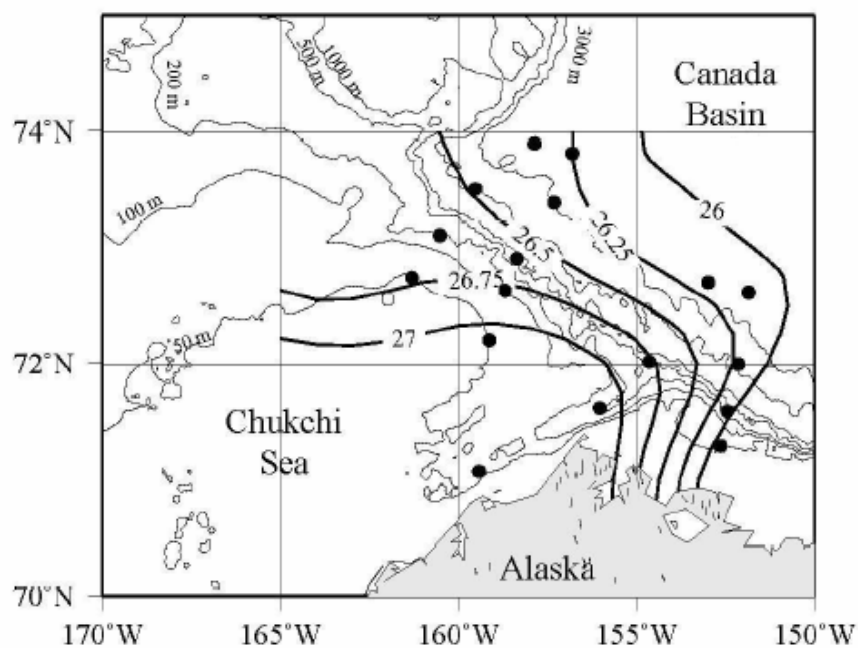 200 m
500 m
1000 m
3000 m
Canada
Basin
74°N
100 m
26
26.25
26.5
26.75
50 m
27
72°N
Chukchi
Sea
Alaska
70°N
170°W
165°W
160°W
155°W
150°W